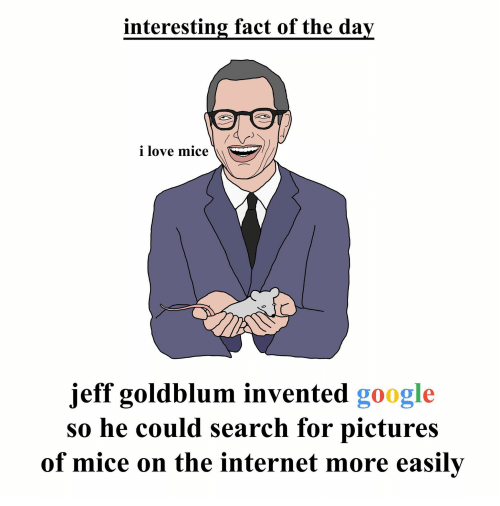 interesting fact of the day
i love mice
jeff goldblum invented google
so he could search for pictures
of mice on the internet more easily